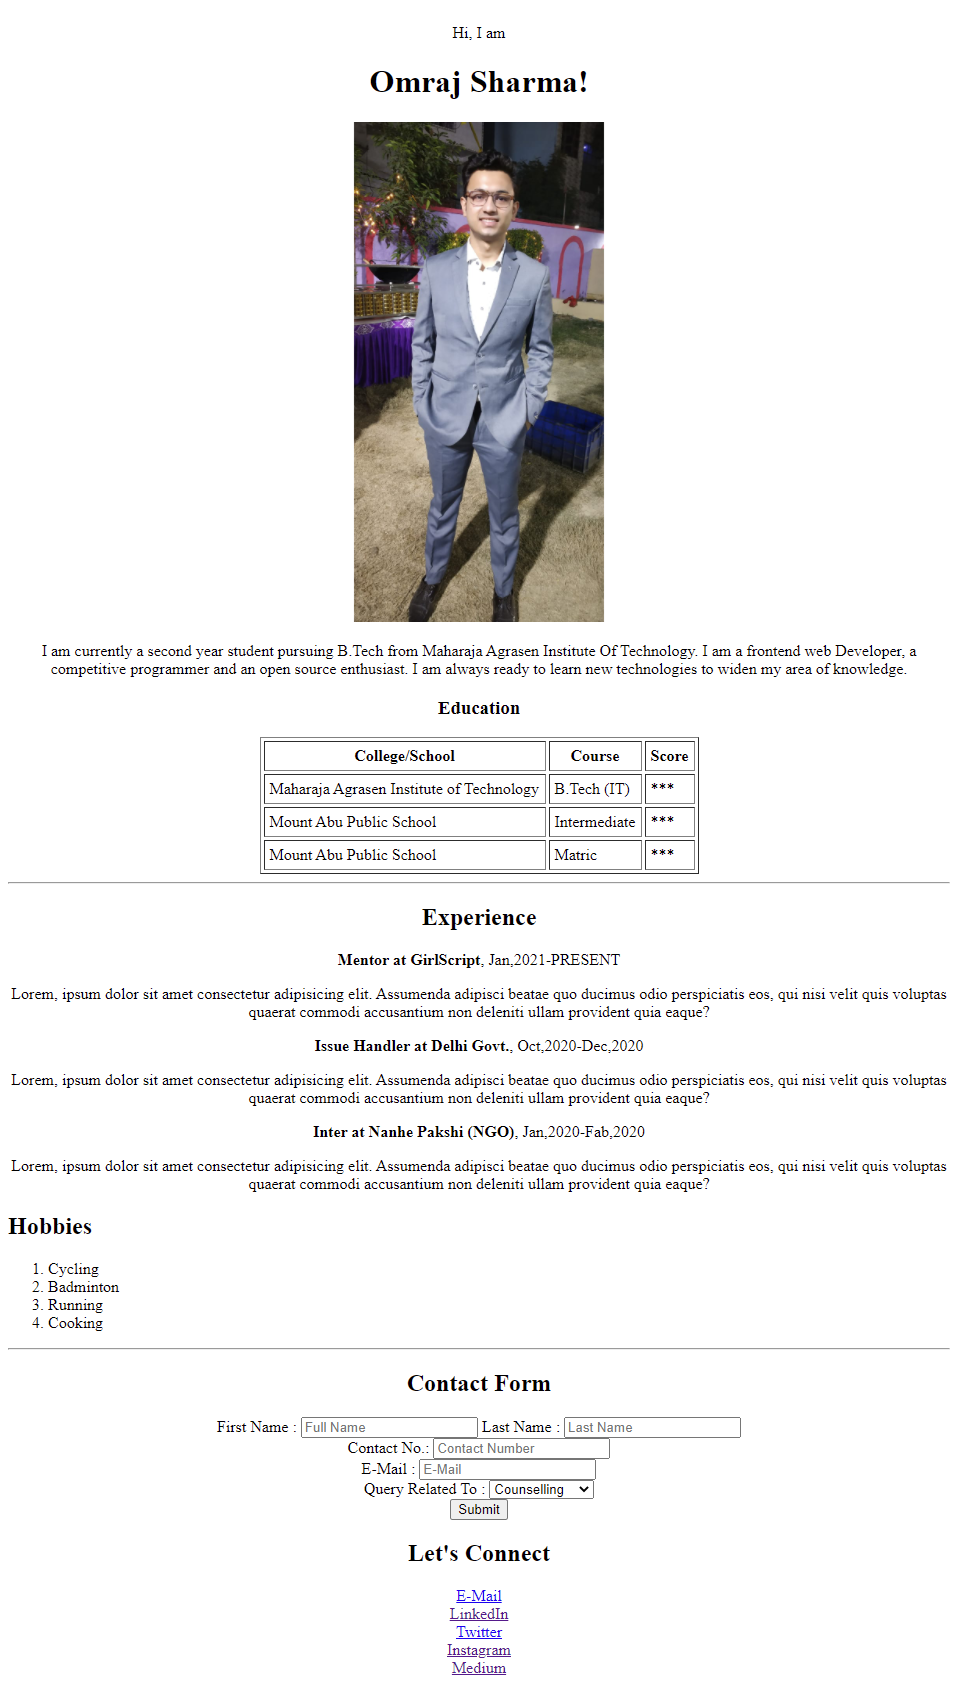 Hi, I am
Omraj Sharma!
I am currently a second year student pursuing B.Tech from Maharaja Agrasen Institute Of Technology. I am a frontend web Developer, a
competitive programmer and an open source enthusiast. I am always ready to learn new technologies to widen my area of knowledge.
Education
College/School Course Score
Maharaja Agrasen Institute of Technology B.Tech (IT) ***
Mount Abu Public School Intermediate ***
Mount Abu Public School Matric ***
Experience
Mentor at GirlScript, Jan,2021-PRESENT
Lorem, ipsum dolor sit amet consectetur adipisicing elit. Assumenda adipisci beatae quo ducimus odio perspiciatis eos, qui nisi velit quis voluptas
quaerat commodi accusantium non deleniti ullam provident quia eaque?
Issue Handler at Delhi Govt., Oct,2020-Dec,2020
Lorem, ipsum dolor sit amet consectetur adipisicing elit. Assumenda adipisci beatae quo ducimus odio perspiciatis eos, qui nisi velit quis voluptas
quaerat commodi accusantium non deleniti ullam provident quia eaque?
Inter at Nanhe Pakshi (NGO), Jan,2020-Fab,2020
Lorem, ipsum dolor sit amet consectetur adipisicing elit. Assumenda adipisci beatae quo ducimus odio perspiciatis eos, qui nisi velit quis voluptas
quaerat commodi accusantium non deleniti ullam provident quia eaque?
Hobbies
1. Cycling
2. Badminton
3. Running
4. Cooking
Contact Form
First Name : Full Name Last Name : Last Name
Contact No.: Contact Number
E-Mail : E-Mail
Query Related To : Counselling
Submit
Let's Connect
E-Mail
LinkedIn
Twitter
Instagram
Medium